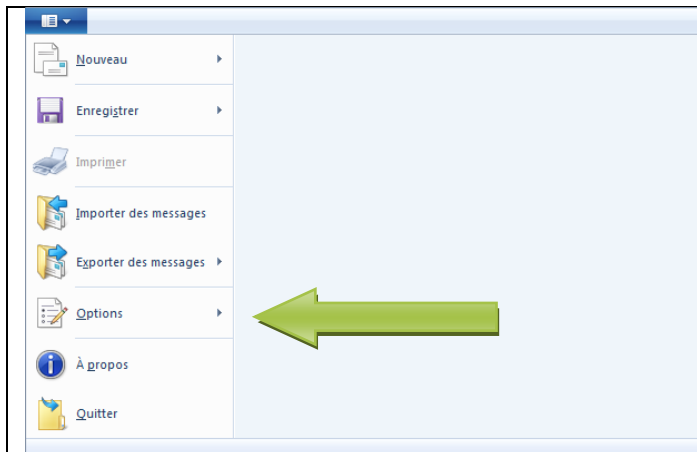 Nouveau
Enregistrer
Imprimer
Importer des messages
Exporter des messages
Options
À propos
Quitter